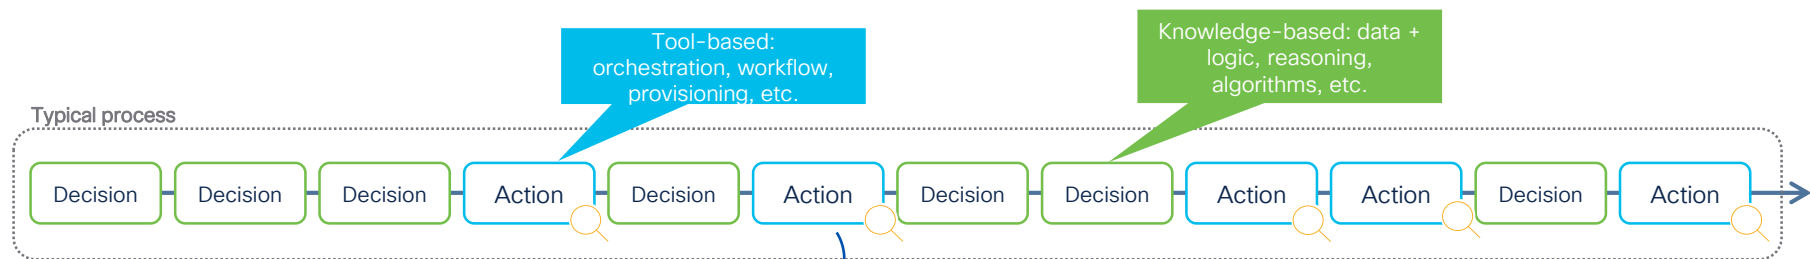 Tool-based:
orchestration, workflow,
provisioning, etc.
Knowledge-based: data +
logic, reasoning,
algorithms, etc.
Typical process
Decision
Decision
Decision
Action
Decision
Action
Decision
Decision
Action
Action
Decision
Action